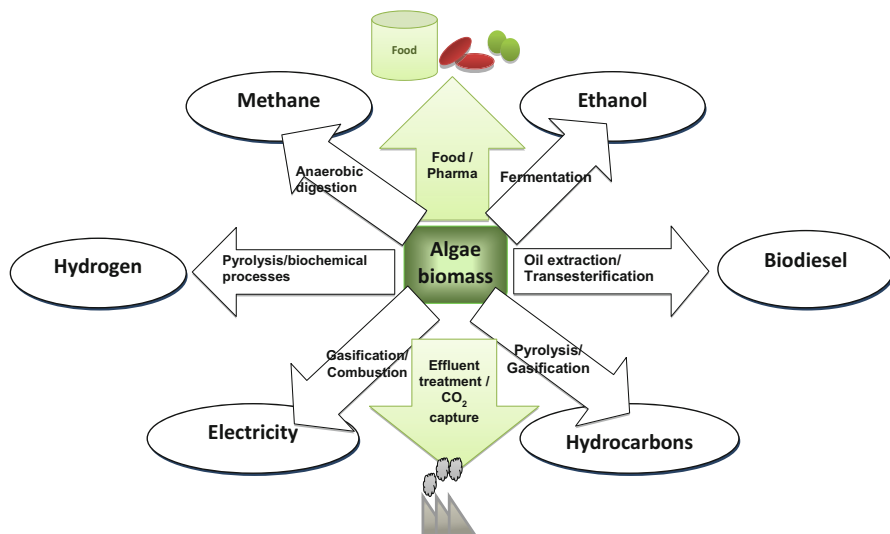 Food
Methane
Ethanol
Food /
Pharma
Anaerobic
digestion
Fermentation
Algae
biomass
Hydrogen
Pyrolysis/biochemical
processes
Oil extraction/
Transesterification
Biodiesel
Gasification/
Combustion
Effluent
treatment /
CO₂
capture
Pyrolysis/
Gasification
Electricity
Hydrocarbons